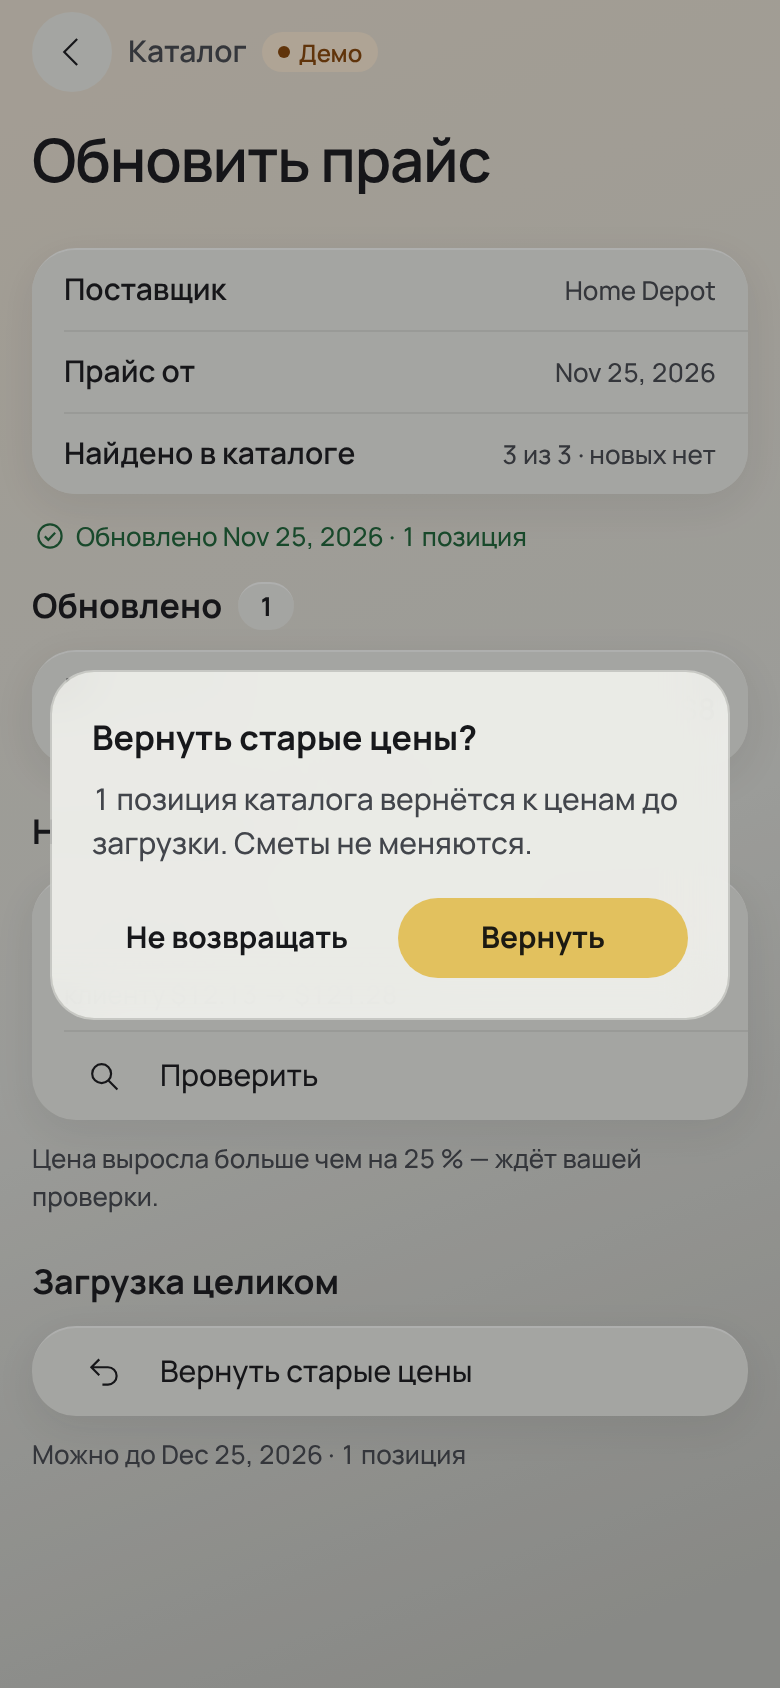 Каталог
Демо
Обновить прайс
Поставщик
Home Depot
Прайс от
Nov 25, 2026
Найдено в каталоге
3 из 3 · новых нет
Обновлено Nov 25, 2026 · 1 позиция
Обновлено
1
Вернуть старые цены?
1 позиция каталога вернётся к ценам до
загрузки. Сметы не меняются.
Не возвращать
Вернуть
Проверить
Цена выросла больше чем на 25 % — ждёт вашей
проверки.
Загрузка целиком
Вернуть старые цены
Можно до Dec 25, 2026 · 1 позиция